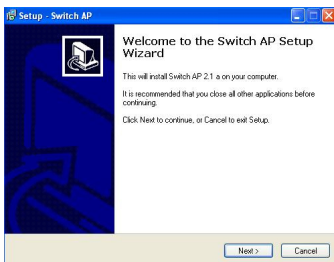 Setup - Switch AP
Welcome to the Switch AP Setup
Wizard
This will install Switch AP 2.1 a on your computer.
It is recommended that you close all other applications before
continuing.
Click Next to continue, or Cancel to exit Setup.
Next >
Cancel